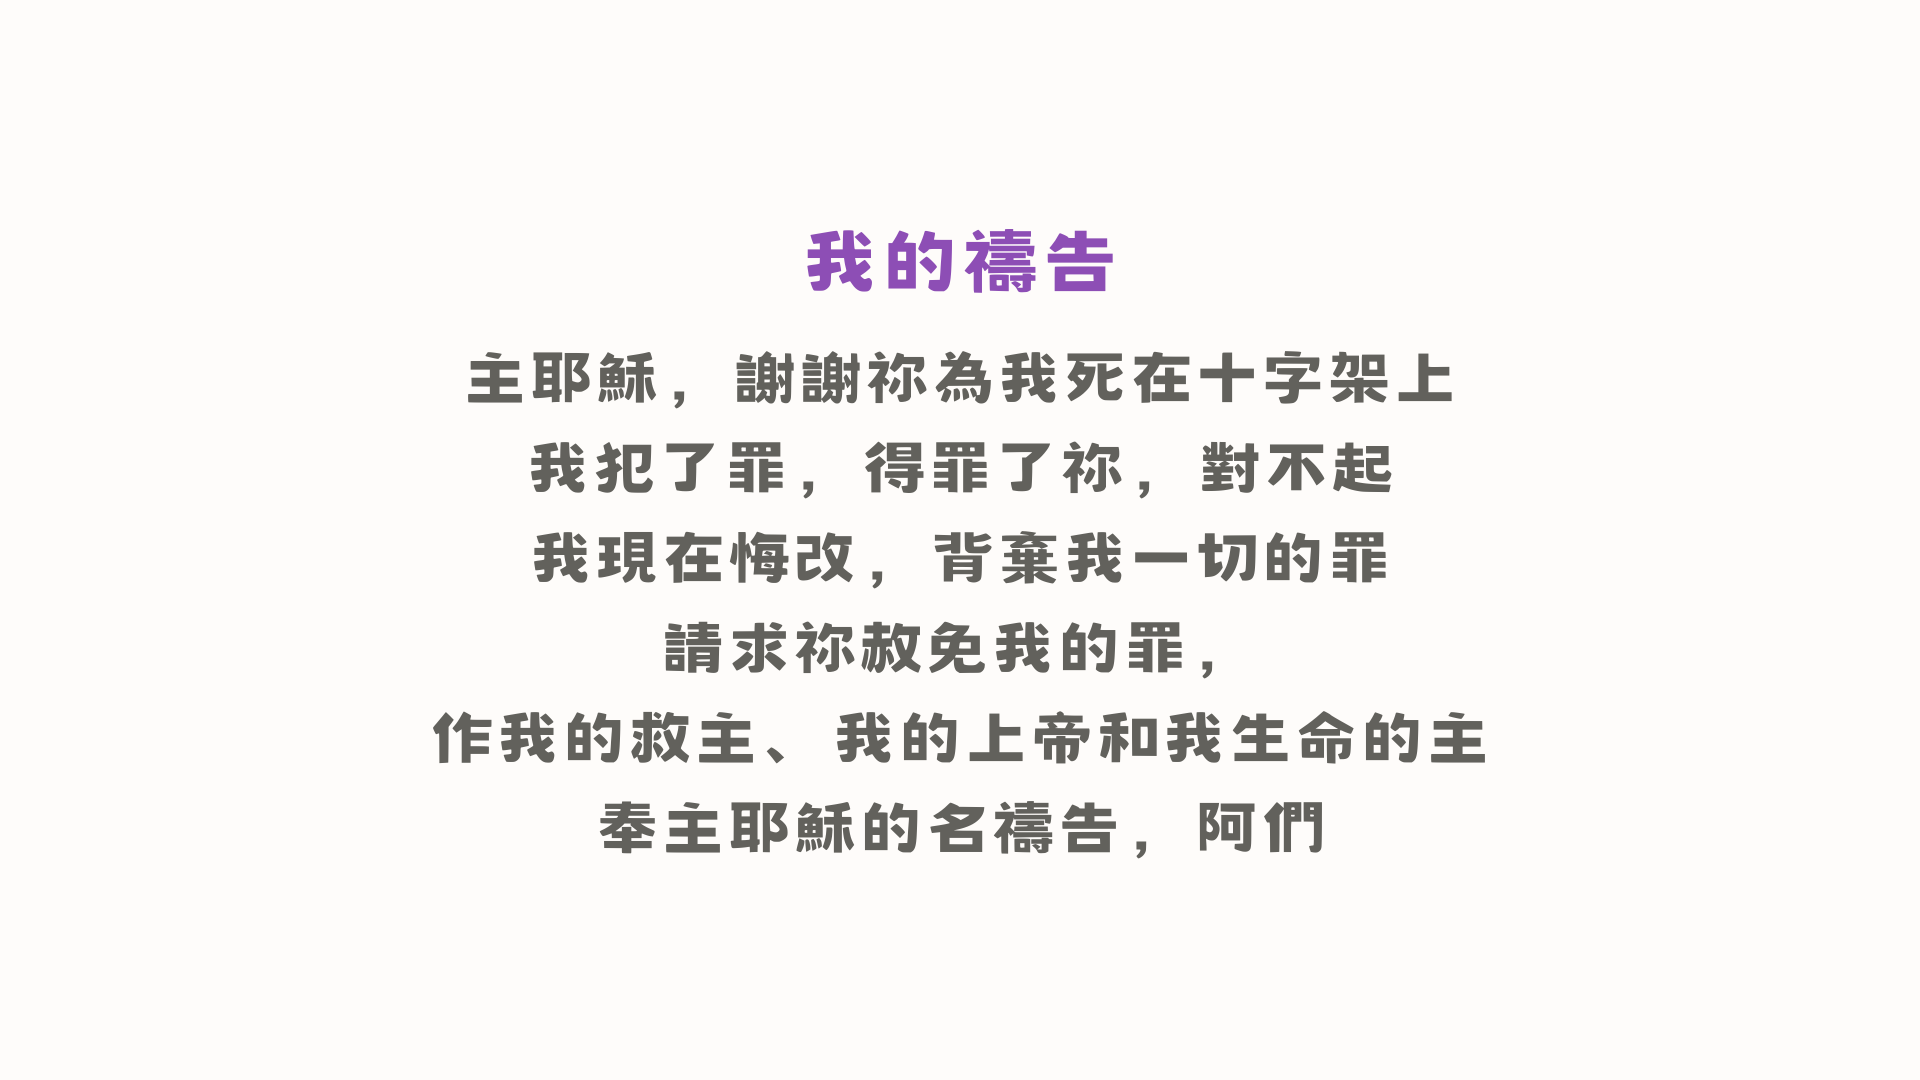 我的禱告
主耶穌，謝謝祢為我死在十字架上
我犯了罪，得罪了祢，對不起
我現在悔改，背棄我一切的罪
請求祢赦免我的罪，
作我的救主、我的上帝和我生命的主
奉主耶穌的名禱告，阿們